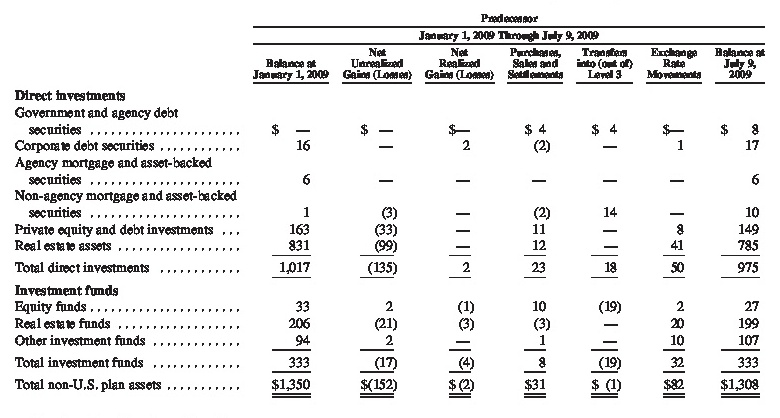 Predecessor
January 1, 2009 Through July 9, 2009
Balance at January 1, 2009 Net Unrealized Gains (Losses) Net Realized Gains (Losses) Purchases, Sales and Settlements Transfers into (out of) Level 3 Exchange Rate Movements Balance at July 9, 2009
Direct investments
Government and agency debt
securities ...................... $ — $ — $— $ 4 $ 4 $— $ 8
Corporate debt securities ............ 16 — 2 (2) — 1 17
Agency mortgage and asset-backed
securities ...................... 6 — — — — — 6
Non-agency mortgage and asset-backed
securities ...................... 1 (3) — (2) 14 — 10
Private equity and debt investments ... 163 (33) — 11 — 8 149
Real estate assets .................. 831 (99) — 12 — 41 785
Total direct investments ............ 1,017 (135) 2 23 18 50 975
Investment funds
Equity funds...................... 33 2 (1) 10 (19) 2 27
Real estate funds .................. 206 (21) (3) (3) — 20 199
Other investment funds ............. 94 2 — 1 — 10 107
Total investment funds .............. 333 (17) (4) 8 (19) 32 333
Total non-U.S. plan assets ........... $1,350 $(152) $ (2) $31 $ (1) $82 $1,308